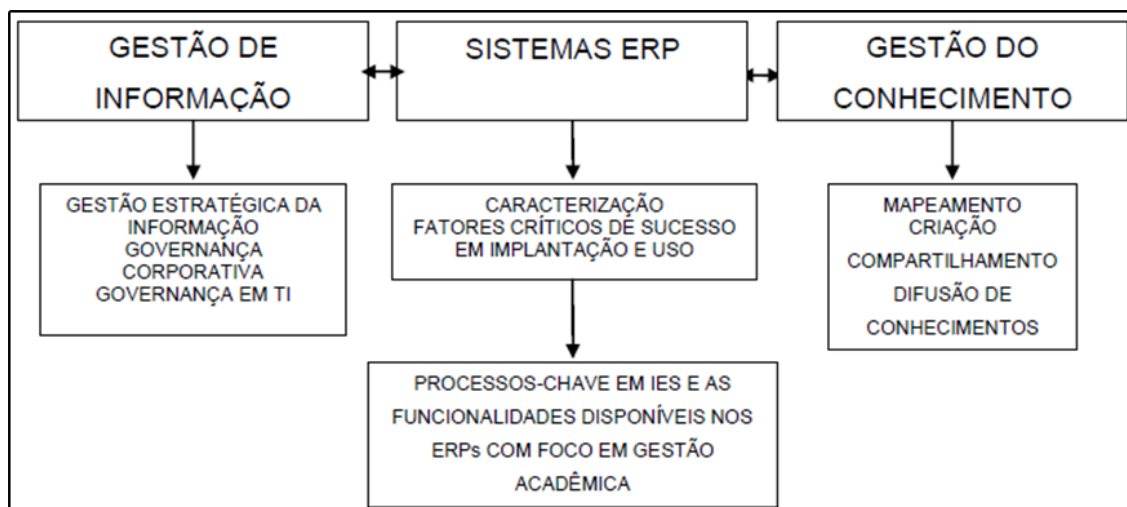 GESTÃO DE
INFORMAÇÃO
SISTEMAS ERP
GESTÃO DO
CONHECIMENTO
GESTÃO ESTRATÉGICA DA
INFORMAÇÃO
GOVERNANÇA
CORPORATIVA
GOVERNANÇA EM TI
CARACTERIZAÇÃO
FATORES CRÍTICOS DE SUCESSO
EM IMPLANTAÇÃO E USO
MAPEAMENTO
CRIAÇÃO
COMPARTILHAMENTO
DIFUSÃO DE
CONHECIMENTOS
PROCESSOS-CHAVE EM IES E AS
FUNCIONALIDADES DISPONÍVEIS NOS
ERPs COM FOCO EM GESTÃO
ACADÊMICA